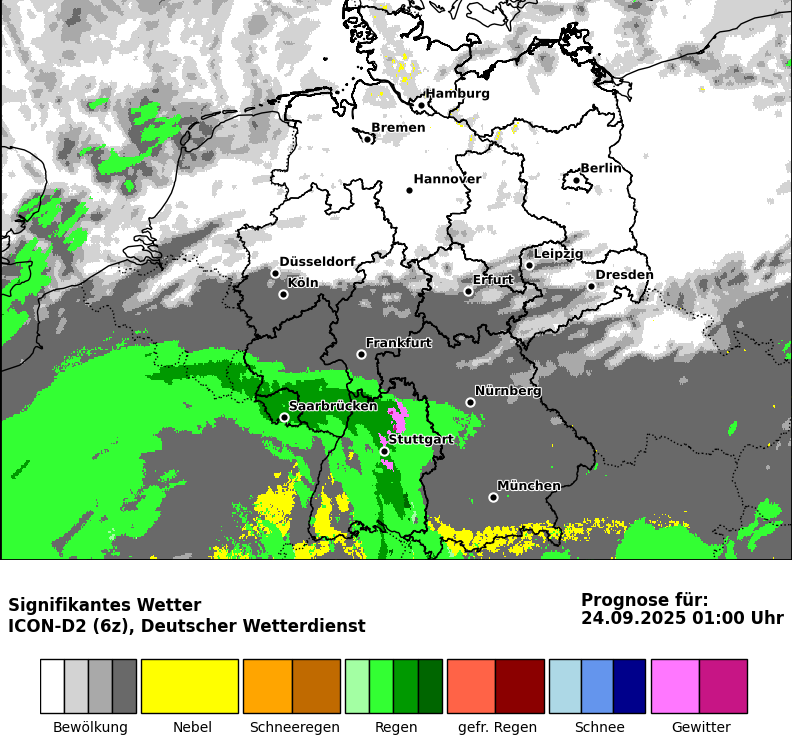 Hamburg
Bremen
Berlin
Hannover
Leipzig
Düsseldorf
Dresden
Köln
Erfurt
Frankfurt
Nürnberg
Saarbrücken
Stuttgart
München
Signifikantes Wetter
ICON-D2 (6z), Deutscher Wetterdienst
Prognose für:
24.09.2025 01:00 Uhr
Bewölkung Nebel Schneeregen Regen gefr. Regen Schnee Gewitter